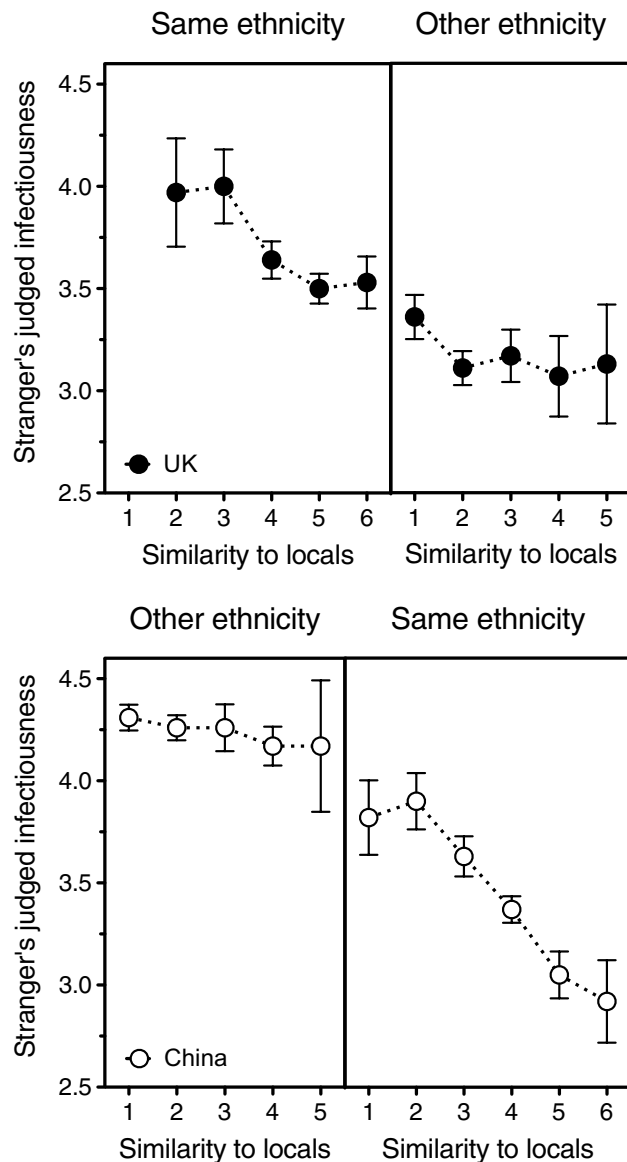 Same ethnicity Other ethnicity
Stranger's judged infectiousness
4.5
4.0
3.5
3.0
2.5
UK
1 2 3 4 5 6 1 2 3 4 5
Similarity to locals Similarity to locals
Other ethnicity Same ethnicity
Stranger's judged infectiousness
4.5
4.0
3.5
3.0
2.5
China
1 2 3 4 5 1 2 3 4 5 6
Similarity to locals Similarity to locals